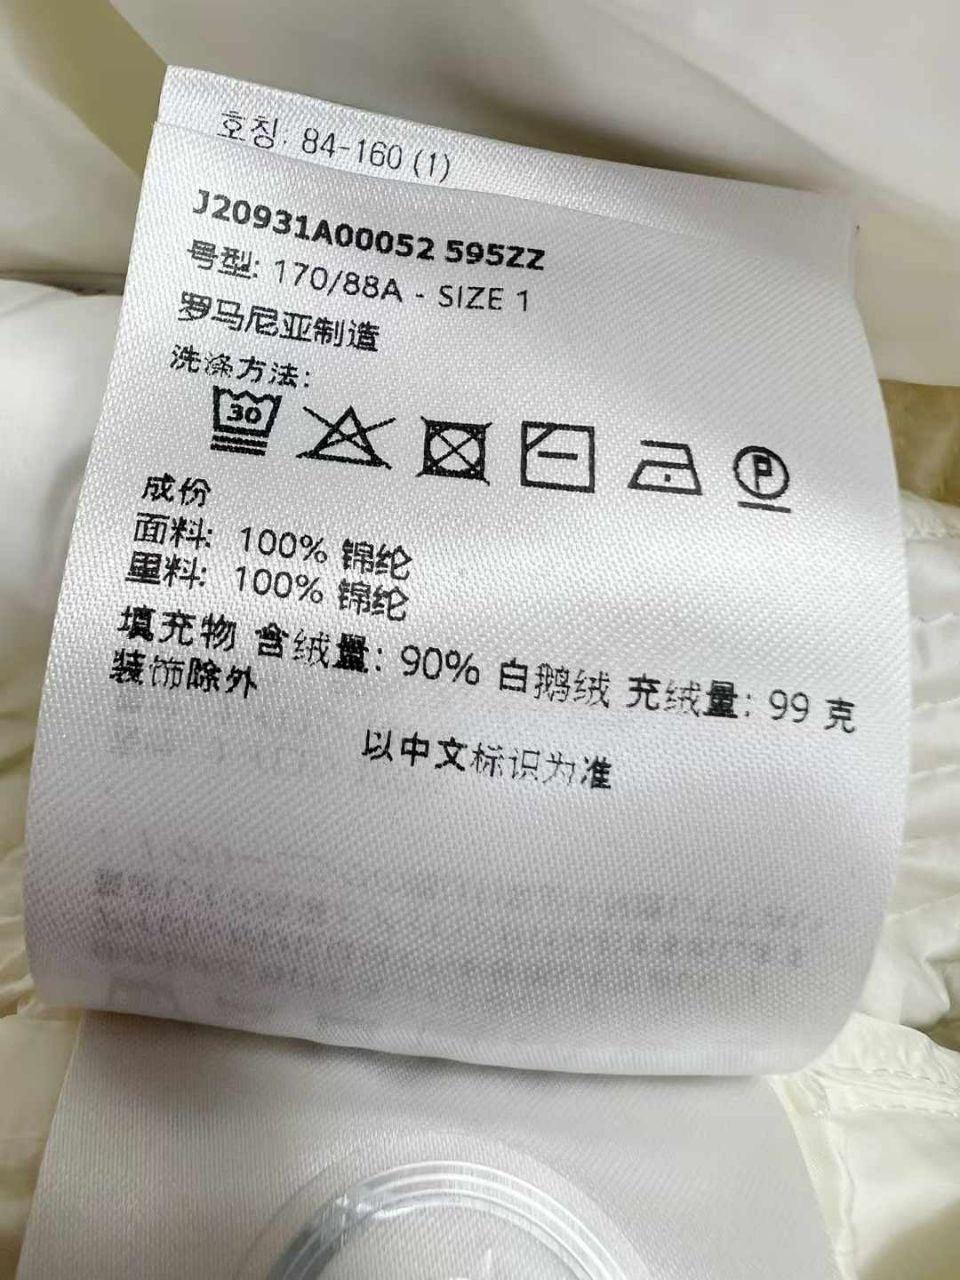 호칭: 84-160 (1)
J20931A00052 595ZZ
号型: 170/88A - SIZE 1
罗马尼亚制造
洗涤方法:
30
P
成份
面料: 100% 锦纶
里料: 100% 锦纶
填充物 含绒量: 90% 白鹅绒 充绒量: 99 克
装饰除外
以中文标识为准